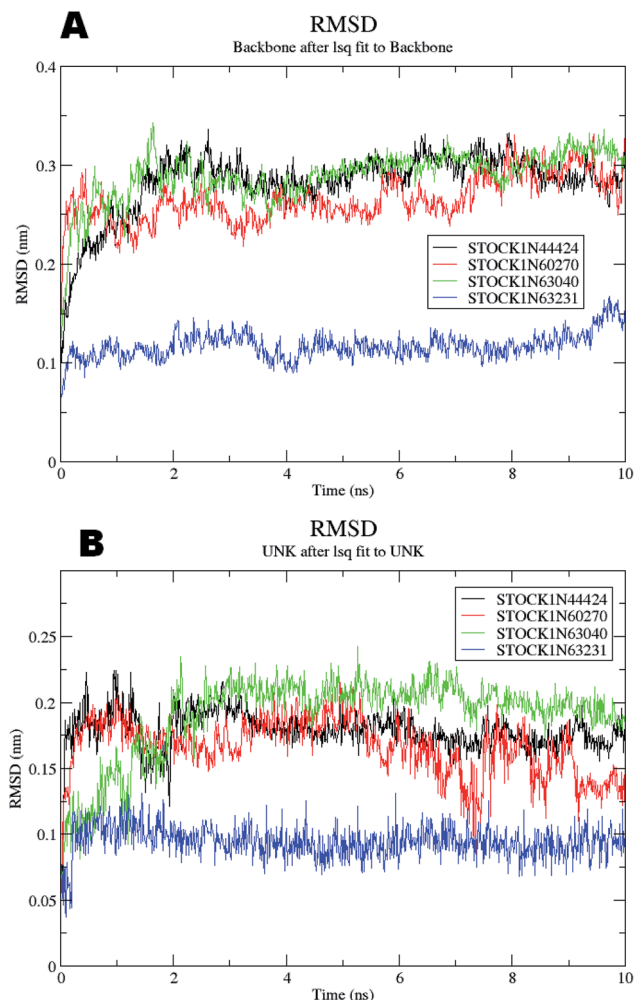 A
RMSD
Backbone after lsq fit to Backbone
0.4
0.3
0.2
0.1
0
RMSD (nm)
STOCK1N44424
STOCK1N60270
STOCK1N63040
STOCK1N63231
0 2 4 6 8 10
Time (ns)
B
RMSD
UNK after lsq fit to UNK
0.25
0.2
0.15
0.1
0.05
0
RMSD (nm)
STOCK1N44424
STOCK1N60270
STOCK1N63040
STOCK1N63231
0 2 4 6 8 10
Time (ns)